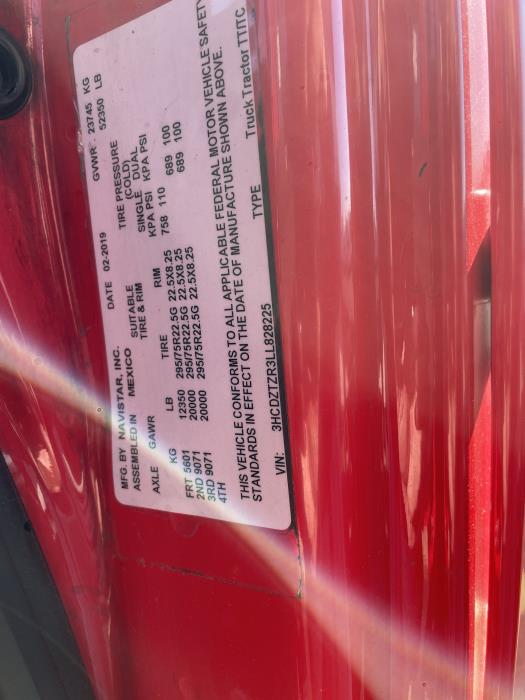 MFG. BY NAVISTAR, INC. DATE 02-2019 GVWR 23745 KG
ASSEMBLED IN MEXICO 52350 LB
SUITABLE TIRE PRESSURE
TIRE & RIM (COLD)
SINGLE DUAL
AXLE GAWR TIRE RIM KPA PSI KPA PSI
KG LB
FRT 5601 12350 295/75R22.5G 22.5X8.25 758 110
2ND 9071 20000 295/75R22.5G 22.5X8.25 689 100
3RD 9071 20000 295/75R22.5G 22.5X8.25 689 100
4TH
THIS VEHICLE CONFORMS TO ALL APPLICABLE FEDERAL MOTOR VEHICLE SAFETY
STANDARDS IN EFFECT ON THE DATE OF MANUFACTURE SHOWN ABOVE.
VIN: 3HCDZTZR3LL828225 TYPE Truck Tractor TT/TC